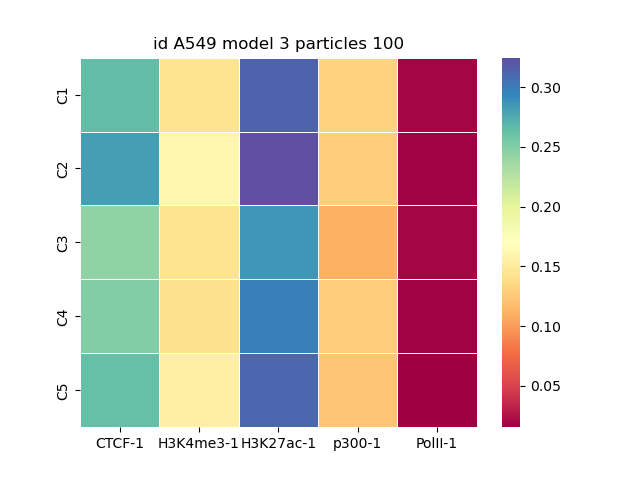 id A549 model 3 particles 100
C1
C2
C3
C4
C5
CTCF-1 H3K4me3-1 H3K27ac-1 p300-1 PolII-1
0.30
0.25
0.20
0.15
0.10
0.05